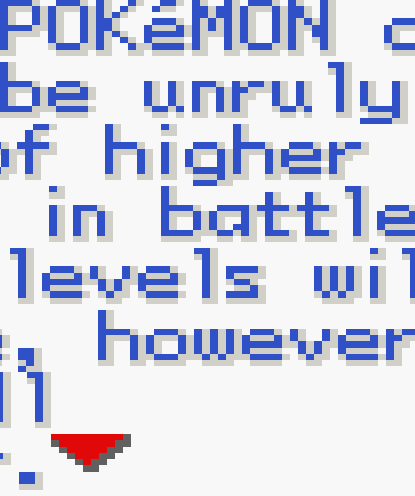 POKéMON c
be unruly
of higher
in battle
levels wil
, however
l)
.